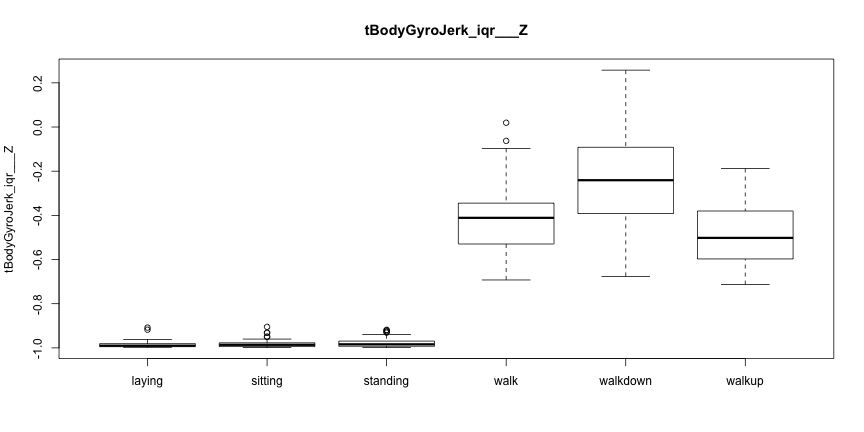 tBodyGyroJerk_iqr___Z
tBodyGyroJerk_iqr___Z
0.2
0.0
-0.2
-0.4
-0.6
-0.8
-1.0
laying sitting standing walk walkdown walkup